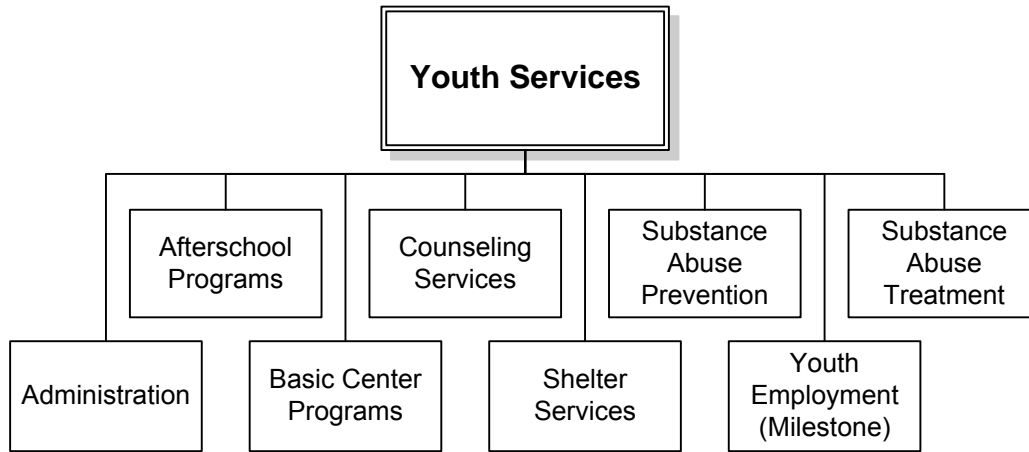 Youth Services
Afterschool
Programs
Counseling
Services
Substance
Abuse
Prevention
Substance
Abuse
Treatment
Administration
Basic Center
Programs
Shelter
Services
Youth
Employment
(Milestone)